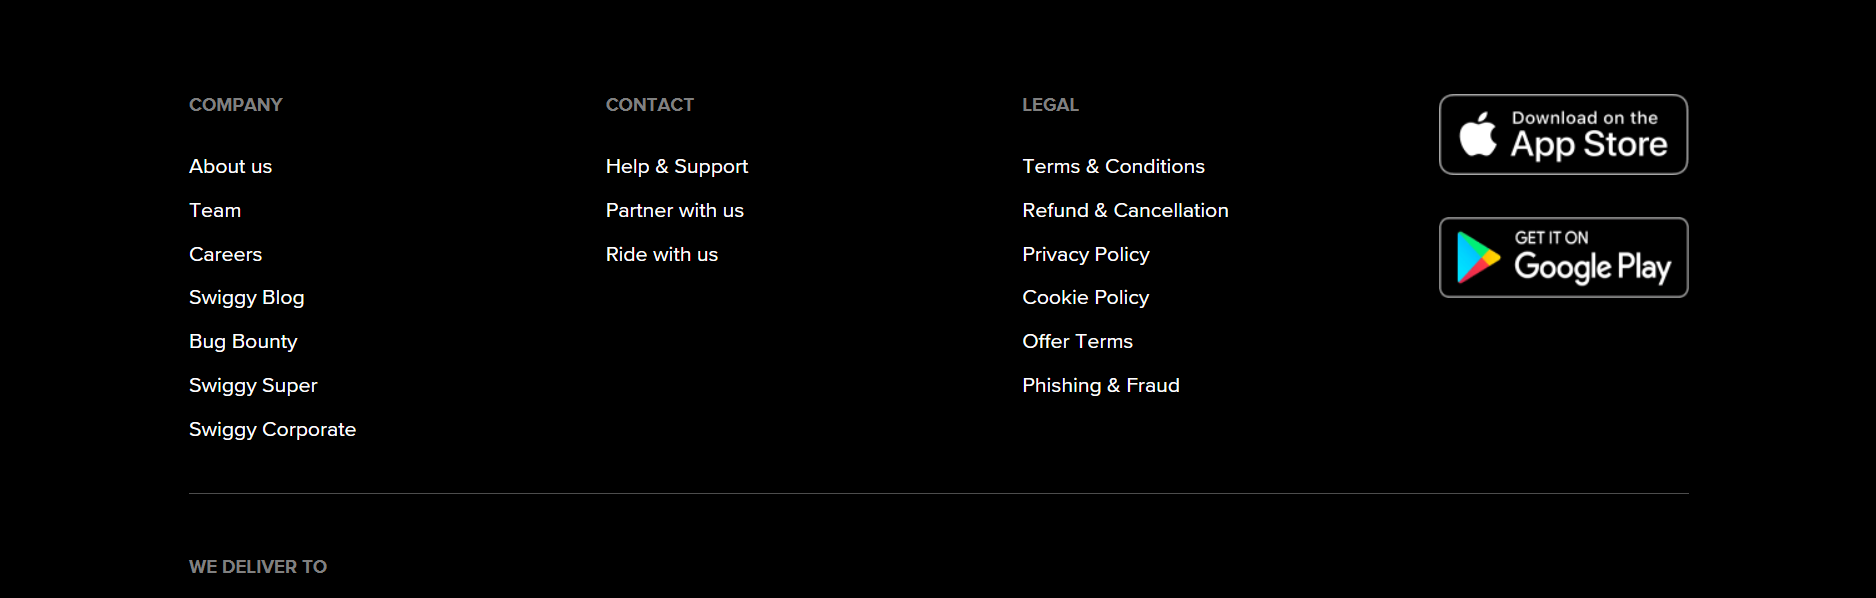 COMPANY
About us
Team
Careers
Swiggy Blog
Bug Bounty
Swiggy Super
Swiggy Corporate
CONTACT
Help & Support
Partner with us
Ride with us
LEGAL
Terms & Conditions
Refund & Cancellation
Privacy Policy
Cookie Policy
Offer Terms
Phishing & Fraud
Download on the
App Store
GET IT ON
Google Play
WE DELIVER TO